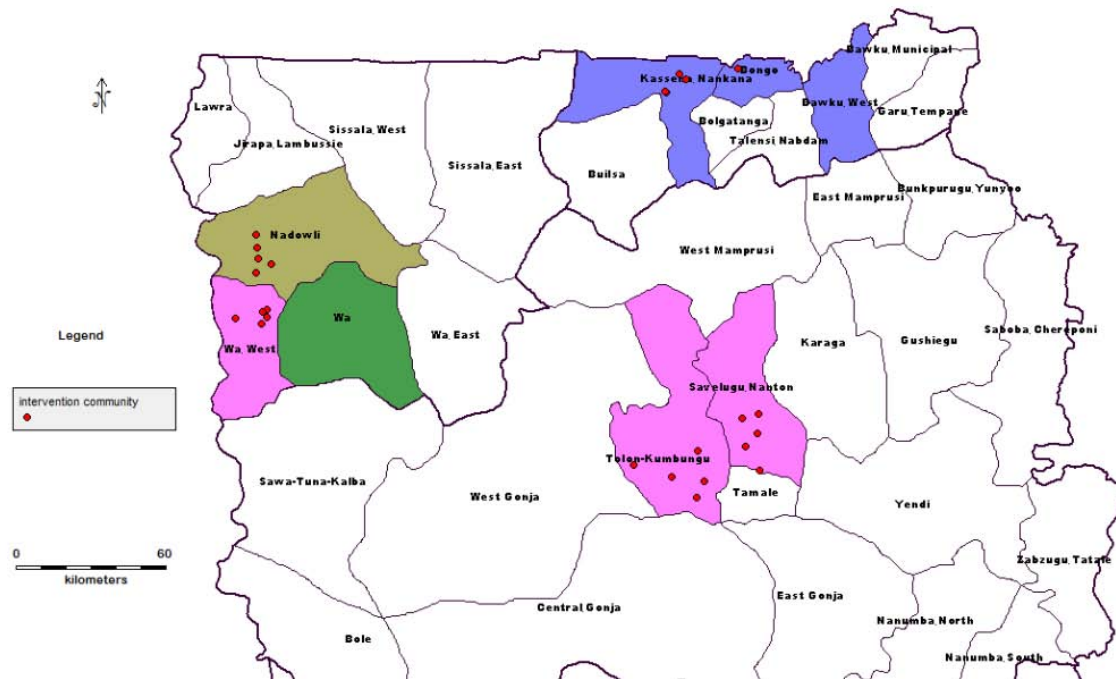 Bawku, Municipal
Kassena, Nankana
Bongo
Lawra
Bawku, West
Garu, Tempane
Bolgatanga
Sissala, West
Jirapa, Lambussie
Talensi, Nabdam
Sissala, East
Builsa
Bunkpurugu, Yunyoo
East Mamprusi
Nadowli
West Mamprusi
N
Legend
Wa
Wa, East
Saboba, Chereponi
Karaga
Gushiegu
Wa, West
Savelugu, Nanton
intervention community
Tolon-Kumbungu
Sawa-Tuna-Kalba
West Gonja
Tamale
Yendi
0 60
kilometers
Zabzugu, Tatale
Central Gonja
East Gonja
Nanumba, North
Bole
Nanumba, South